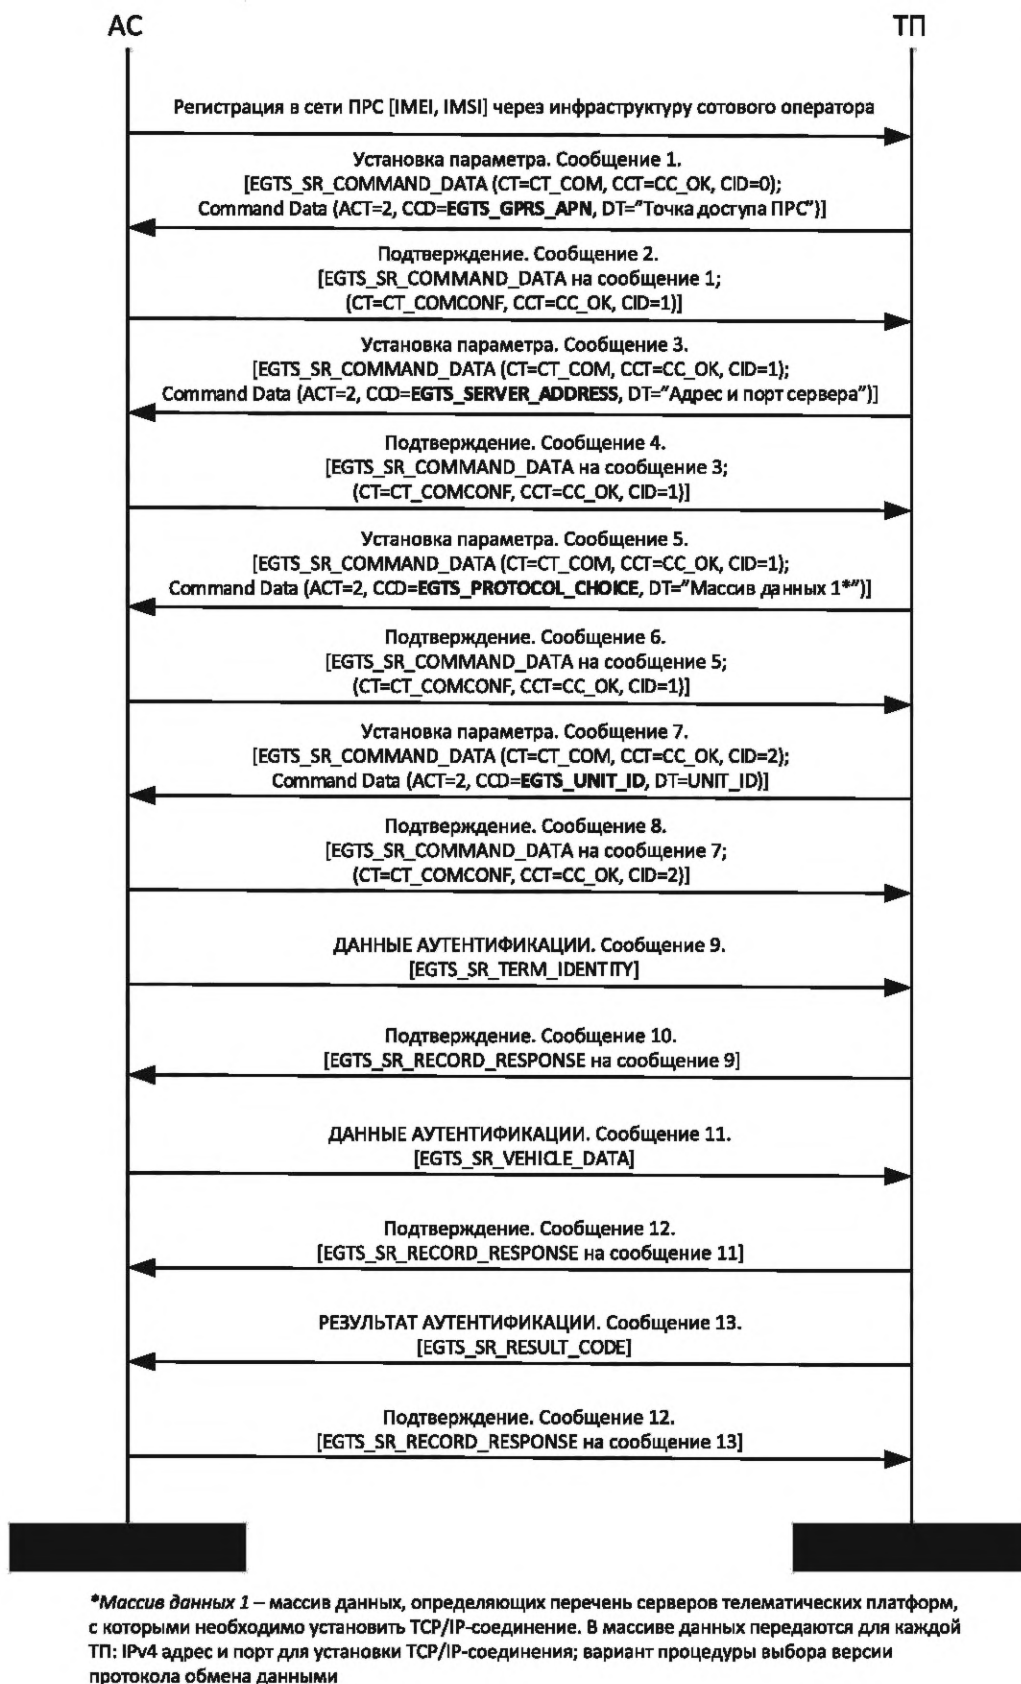 АС
ТП
Регистрация в сети ПРС [IMEI, IMSI] через инфраструктуру сотового оператора
Установка параметра. Сообщение 1.
[EGTS_SR_COMMAND_DATA (CT=CT_COM, CCT=CC_OK, CID=0);
Command Data (ACT=2, CCD=EGTS_GPRS_APN, DT="Точка доступа ПРС")]
Подтверждение. Сообщение 2.
[EGTS_SR_COMMAND_DATA на сообщение 1;
(CT=CT_COMCONF, CCT=CC_OK, CID=1)]
Установка параметра. Сообщение 3.
[EGTS_SR_COMMAND_DATA (CT=CT_COM, CCT=CC_OK, CID=1);
Command Data (ACT=2, CCD=EGTS_SERVER_ADDRESS, DT="Адрес и порт сервера")]
Подтверждение. Сообщение 4.
[EGTS_SR_COMMAND_DATA на сообщение 3;
(CT=CT_COMCONF, CCT=CC_OK, CID=1)]
Установка параметра. Сообщение 5.
[EGTS_SR_COMMAND_DATA (CT=CT_COM, CCT=CC_OK, CID=1);
Command Data (ACT=2, CCD=EGTS_PROTOCOL_CHOICE, DT="Массив данных 1*")]
Подтверждение. Сообщение 6.
[EGTS_SR_COMMAND_DATA на сообщение 5;
(CT=CT_COMCONF, CCT=CC_OK, CID=1)]
Установка параметра. Сообщение 7.
[EGTS_SR_COMMAND_DATA (CT=CT_COM, CCT=CC_OK, CID=2);
Command Data (ACT=2, CCD=EGTS_UNIT_ID, DT=UNIT_ID)]
Подтверждение. Сообщение 8.
[EGTS_SR_COMMAND_DATA на сообщение 7;
(CT=CT_COMCONF, CCT=CC_OK, CID=2)]
ДАННЫЕ АУТЕНТИФИКАЦИИ. Сообщение 9.
[EGTS_SR_TERM_IDENTITY]
Подтверждение. Сообщение 10.
[EGTS_SR_RECORD_RESPONSE на сообщение 9]
ДАННЫЕ АУТЕНТИФИКАЦИИ. Сообщение 11.
[EGTS_SR_VEHICLE_DATA]
Подтверждение. Сообщение 12.
[EGTS_SR_RECORD_RESPONSE на сообщение 11]
РЕЗУЛЬТАТ АУТЕНТИФИКАЦИИ. Сообщение 13.
[EGTS_SR_RESULT_CODE]
Подтверждение. Сообщение 12.
[EGTS_SR_RECORD_RESPONSE на сообщение 13]
*Массив данных 1 – массив данных, определяющих перечень серверов телематических платформ,
с которыми необходимо установить TCP/IP-соединение. В массиве данных передаются для каждой
ТП: IPv4 адрес и порт для установки TCP/IP-соединения; вариант процедуры выбора версии
протокола обмена данными